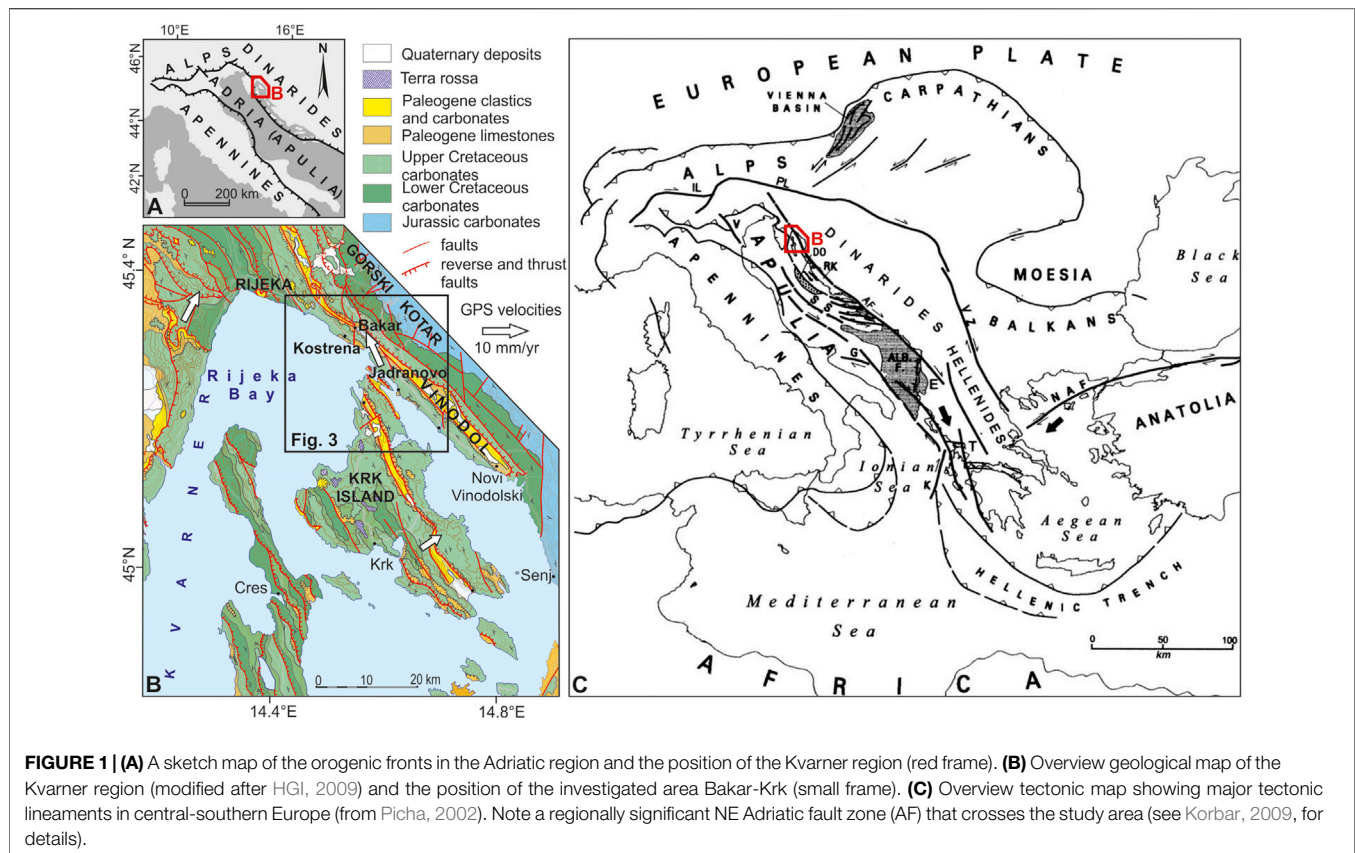 10°E
16°E
N
46°N
44°N
42°N
ALPS
DINARIDES
ADRIA (APULIA)
APENNINES
B
0 200 km
A
Quaternary deposits
Terra rossa
Paleogene clastics
and carbonates
Paleogene limestones
Upper Cretaceous
carbonates
Lower Cretaceous
carbonates
Jurassic carbonates
faults
reverse and thrust
faults
GPS velocities
10 mm/yr
45.4°N
45°N
14.4°E
14.8°E
RIJEKA
GORSKI KOTAR
Bakar
Kostrena
Jadranovo
VINODOL
Rijeka
Bay
Fig. 3
KVARNER
KRK
ISLAND
Novi
Vinodolski
Krk
Cres
Senj
0 10 20 km
B
EUROPEAN PLATE
VIENNA
BASIN
CARPATHIANS
ALPS
IL
PL
V
B
DO
RK
DINARIDES
APULIA
APENNINES
S
S
AF
G
ALB.
F.
E
VZ
HELLENIDES
MOESIA
BALKANS
Black
Sea
NAF
ANATOLIA
T
K
Tyrrhenian
Sea
Ionian
Sea
Aegean
Sea
HELLENIC TRENCH
Mediterranean
Sea
AFRICA
0 50 100
km
C
FIGURE 1 | (A) A sketch map of the orogenic fronts in the Adriatic region and the position of the Kvarner region (red frame). (B) Overview geological map of the
Kvarner region (modified after HGI, 2009) and the position of the investigated area Bakar-Krk (small frame). (C) Overview tectonic map showing major tectonic
lineaments in central-southern Europe (from Picha, 2002). Note a regionally significant NE Adriatic fault zone (AF) that crosses the study area (see Korbar, 2009, for
details).